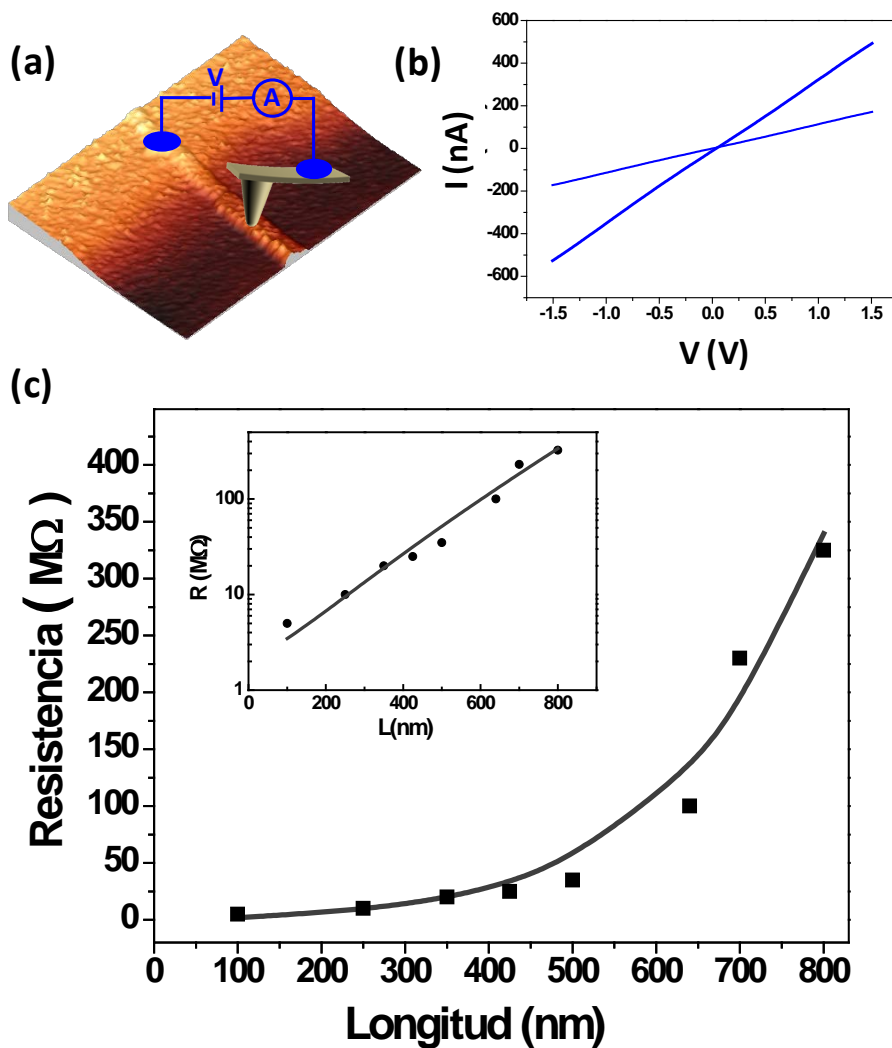 (a)
V
A
(b)
I (nA)
600
400
200
0
-200
-400
-600
-1.5 -1.0 -0.5 0.0 0.5 1.0 1.5
V (V)
(c)
Resistencia ( MΩ )
400
350
300
250
200
150
100
50
0
R (MΩ)
100
10
1
0 200 400 600 800
L(nm)
0 100 200 300 400 500 600 700 800
Longitud (nm)